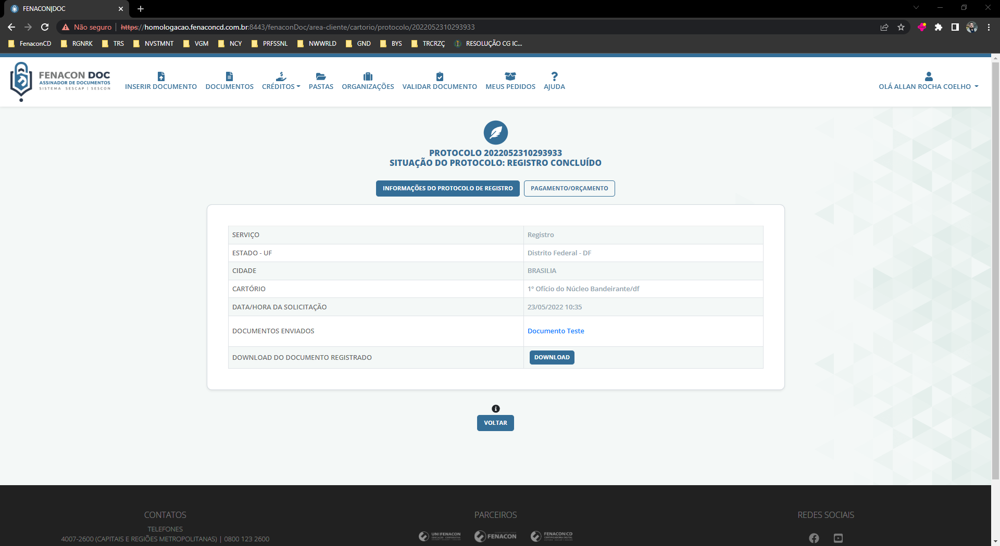 FENACON|DOC
Não seguro | https://homologacao.fenaconcd.com.br:8443/fenaconDoc/area-cliente/cartorio/protocolo/2022052310293933
FenaconCD RGNRK TRS NVSTMNT VGM NCY PRFSSNL NWWRLD GND BYS TRCRZÇ RESOLUÇÃO CG IC...
FENACON DOC
ASSINADOR DE DOCUMENTOS
SISTEMA SESCAP | SESCON
INSERIR DOCUMENTO DOCUMENTOS CRÉDITOS PASTAS ORGANIZAÇÕES VALIDAR DOCUMENTO MEUS PEDIDOS AJUDA OLÁ ALLAN ROCHA COELHO
PROTOCOLO 2022052310293933
SITUAÇÃO DO PROTOCOLO: REGISTRO CONCLUÍDO
INFORMAÇÕES DO PROTOCOLO DE REGISTRO PAGAMENTO/ORÇAMENTO
SERVIÇO Registro
ESTADO - UF Distrito Federal - DF
CIDADE BRASILIA
CARTÓRIO 1º Ofício do Núcleo Bandeirante/df
DATA/HORA DA SOLICITAÇÃO 23/05/2022 10:35
DOCUMENTOS ENVIADOS Documento Teste
DOWNLOAD DO DOCUMENTO REGISTRADO DOWNLOAD
VOLTAR
CONTATOS PARCEIROS REDES SOCIAIS
TELEFONES
4007-2600 (CAPITAIS E REGIÕES METROPOLITANAS) | 0800 123 2600
UNIFENACON FENACON FENACON|CD